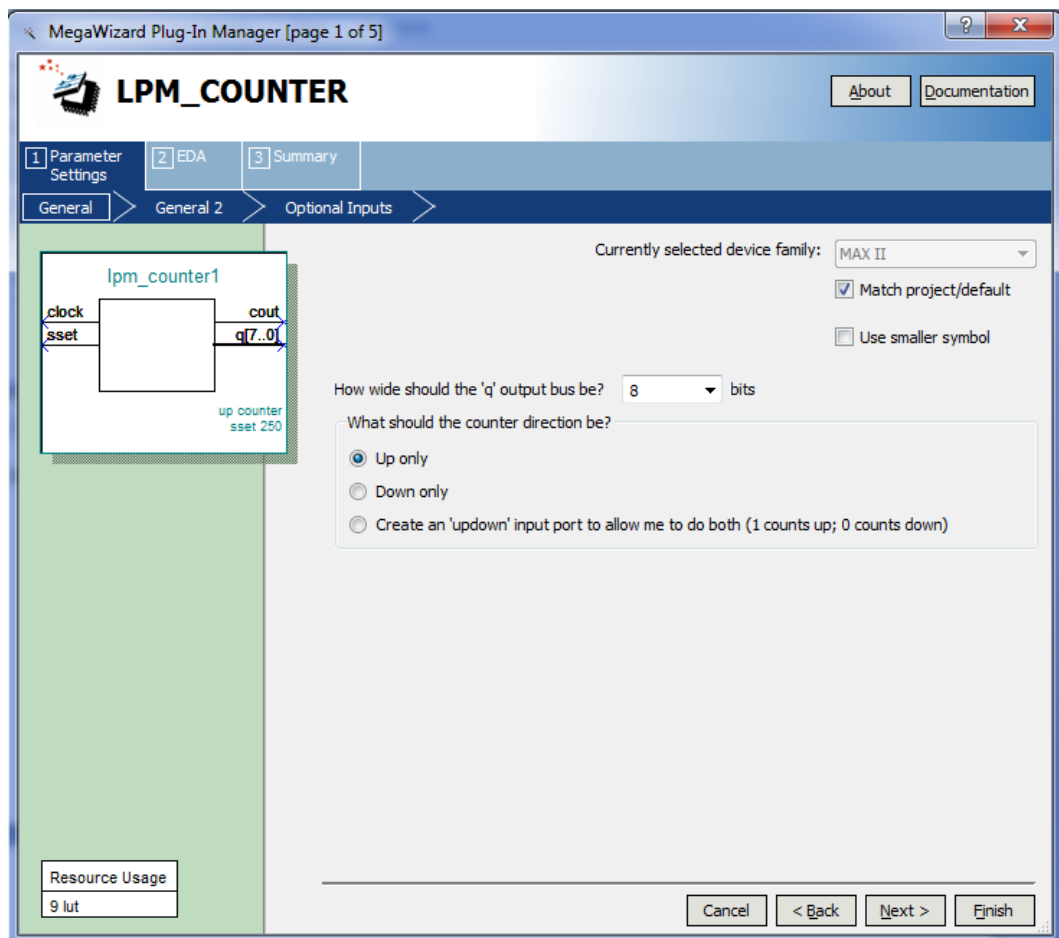 MegaWizard Plug-In Manager [page 1 of 5]
LPM_COUNTER
About
Documentation
1 Parameter
Settings
2 EDA
3 Summary
General
General 2
Optional Inputs
lpm_counter1
clock
cout
sset
q[7..0]
up counter
sset 250
Currently selected device family:
MAX II
Match project/default
Use smaller symbol
How wide should the 'q' output bus be? 8 bits
What should the counter direction be?
Up only
Down only
Create an 'updown' input port to allow me to do both (1 counts up; 0 counts down)
Resource Usage
9 lut
Cancel
< Back
Next >
Finish